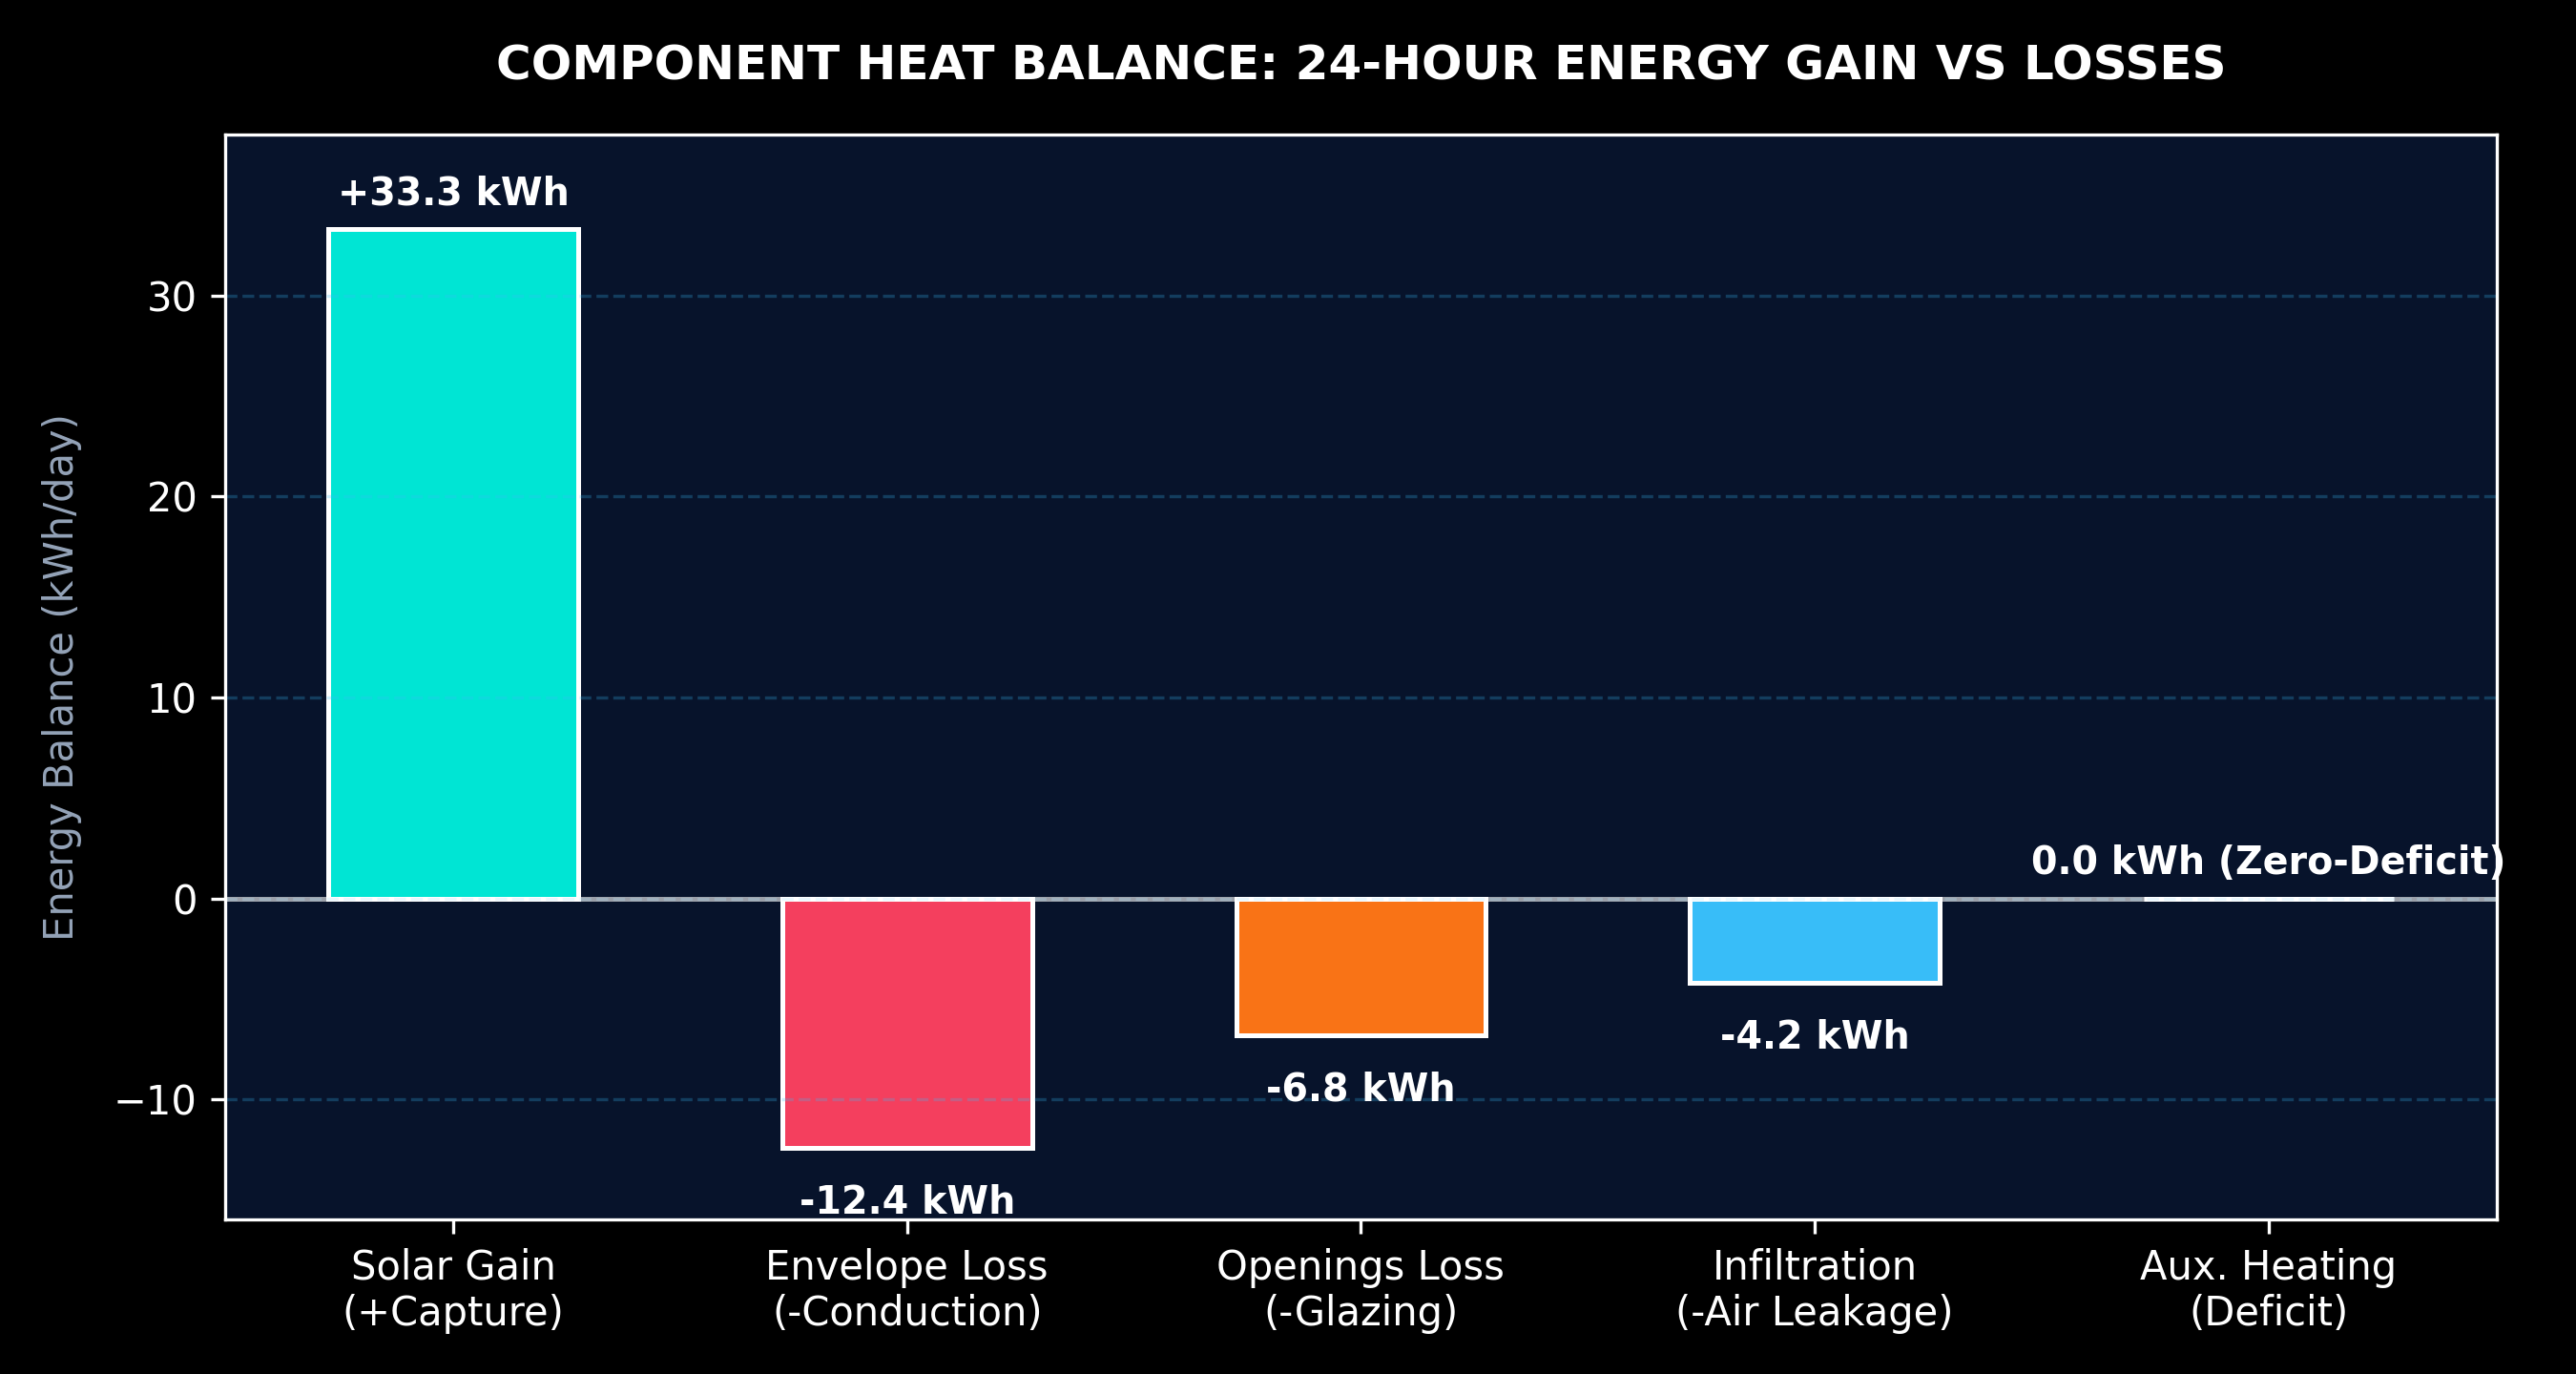 COMPONENT HEAT BALANCE: 24-HOUR ENERGY GAIN VS LOSSES
Energy Balance (kWh/day)
30
20
10
0
−10
+33.3 kWh
-12.4 kWh
-6.8 kWh
-4.2 kWh
0.0 kWh (Zero-Deficit)
Solar Gain
(+Capture)
Envelope Loss
(-Conduction)
Openings Loss
(-Glazing)
Infiltration
(-Air Leakage)
Aux. Heating
(Deficit)